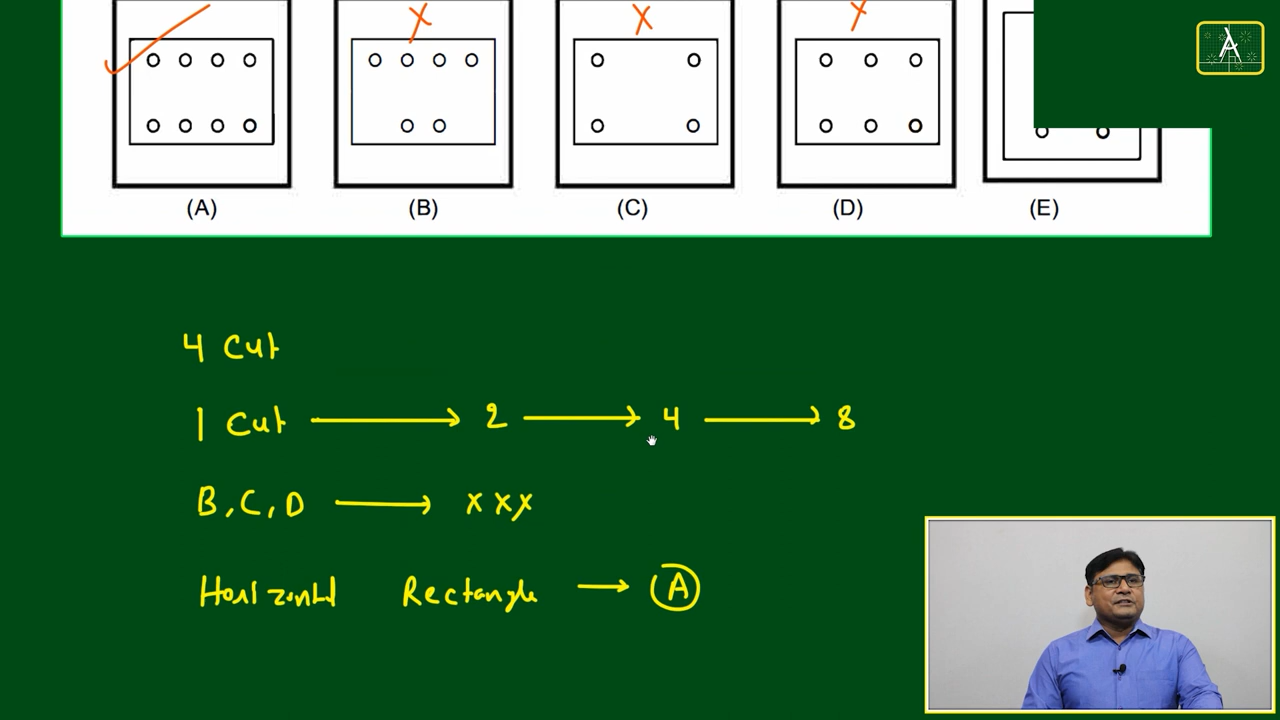 (A) (B) (C) (D) (E)
4 Cut
1 Cut → 2 → 4 → 8
B, C, D → x x x
Horizontal Rectangle → A